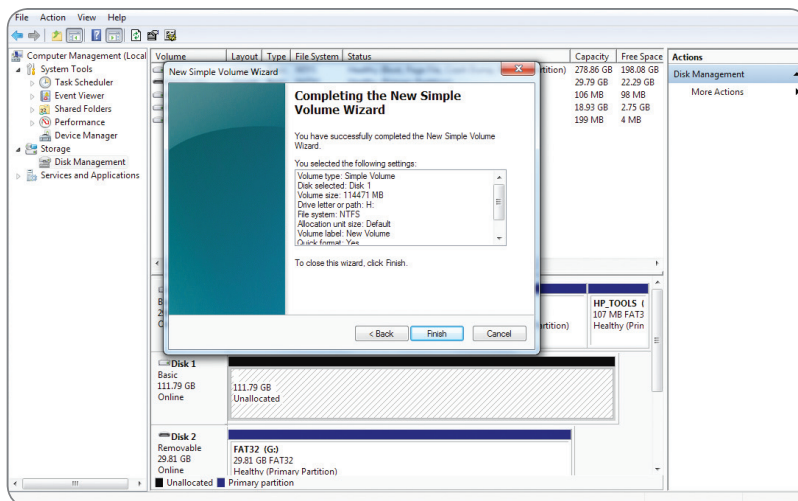 File Action View Help
Computer Management (Local
System Tools
Task Scheduler
Event Viewer
Shared Folders
Performance
Device Manager
Storage
Disk Management
Services and Applications
Volume Layout Type File System Status Capacity Free Space
rtition) 278.86 GB 198.08 GB
29.79 GB 22.29 GB
106 MB 98 MB
18.93 GB 2.75 GB
199 MB 4 MB
Actions
Disk Management
More Actions
New Simple Volume Wizard
Completing the New Simple
Volume Wizard
You have successfully completed the New Simple Volume
Wizard.
You selected the following settings:
Volume type: Simple Volume
Disk selected: Disk 1
Volume size: 114471 MB
Drive letter or path: H:
File system: NTFS
Allocation unit size: Default
Volume label: New Volume
Quick format: Yes
To close this wizard, click Finish.
< Back Finish Cancel
HP_TOOLS (
107 MB FAT3
artition) Healthy (Prin
Disk 1
Basic
111.79 GB
Online
111.79 GB
Unallocated
Disk 2
Removable
29.81 GB
Online
FAT32 (G:)
29.81 GB FAT32
Healthy (Primary Partition)
Unallocated Primary partition